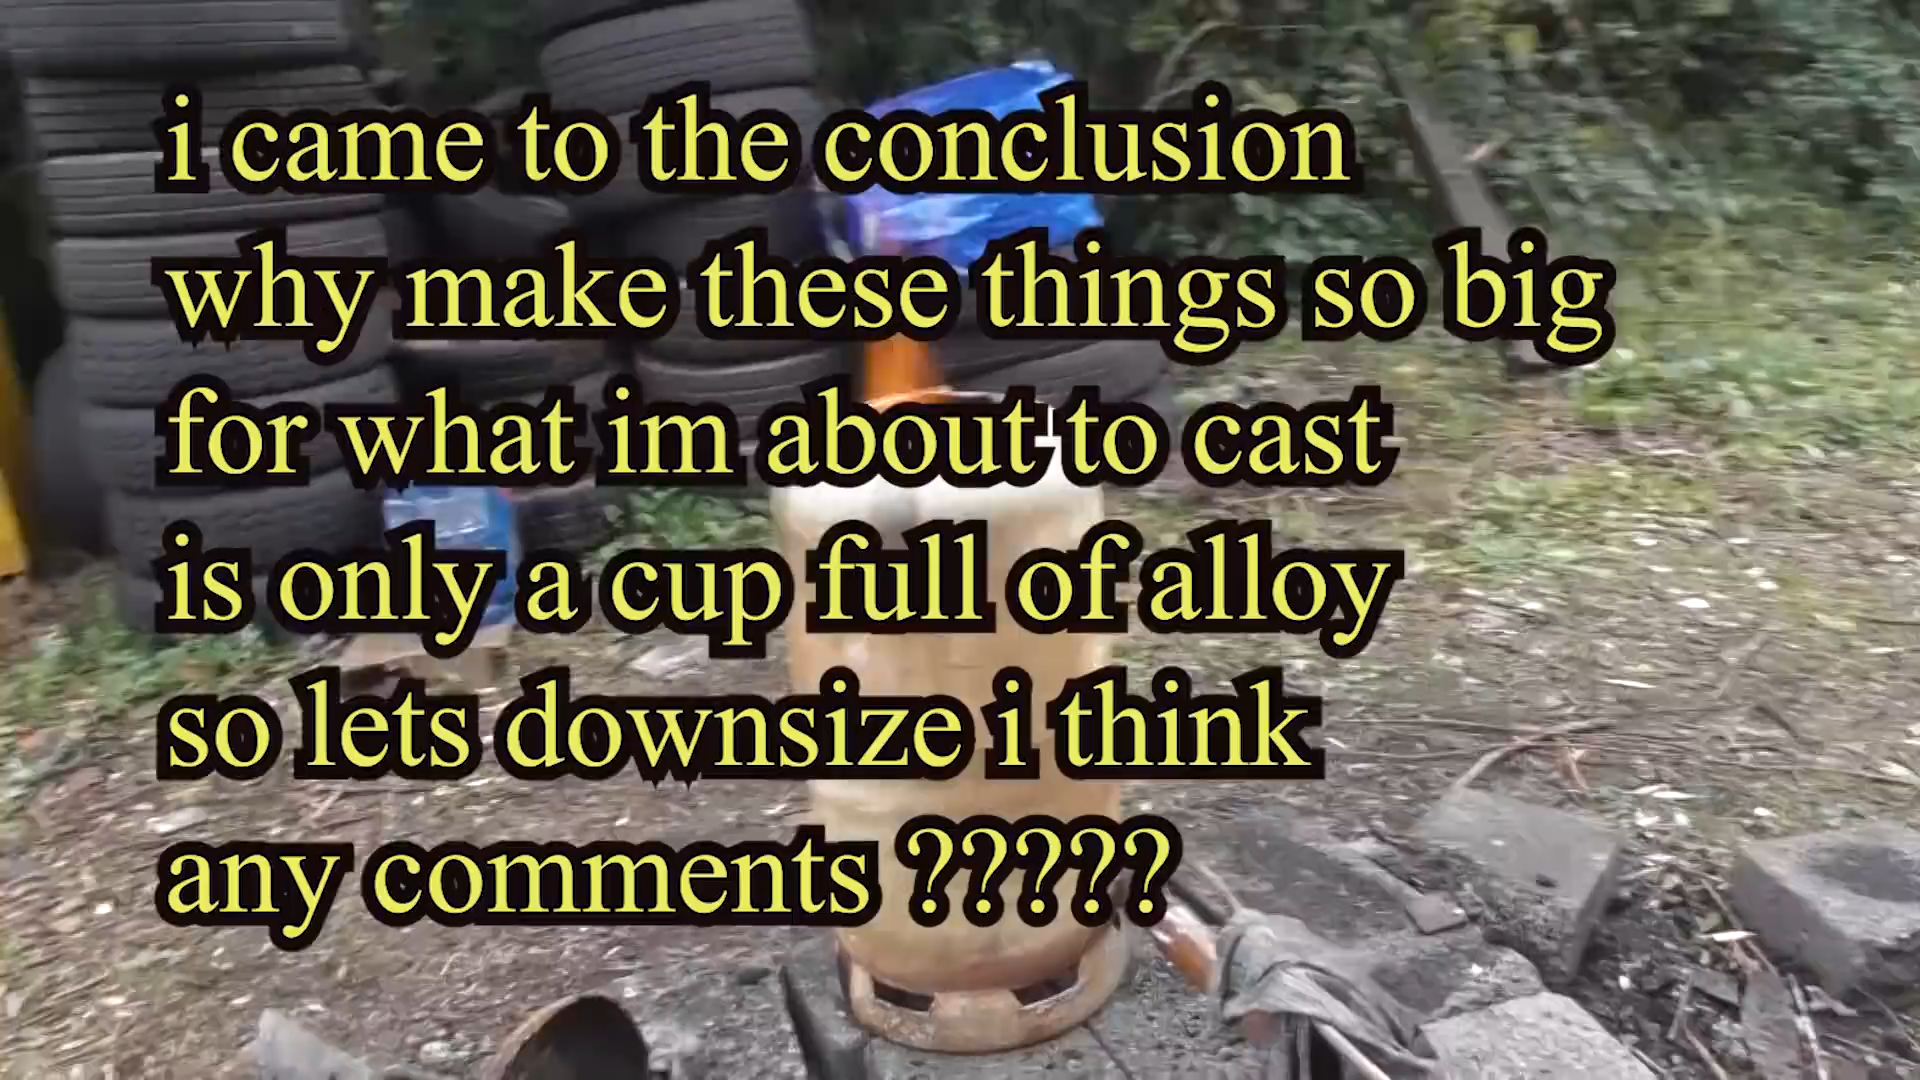 i came to the conclusion
why make these things so big
for what im about to cast
is only a cup full of alloy
so lets downsize i think
any comments ?????